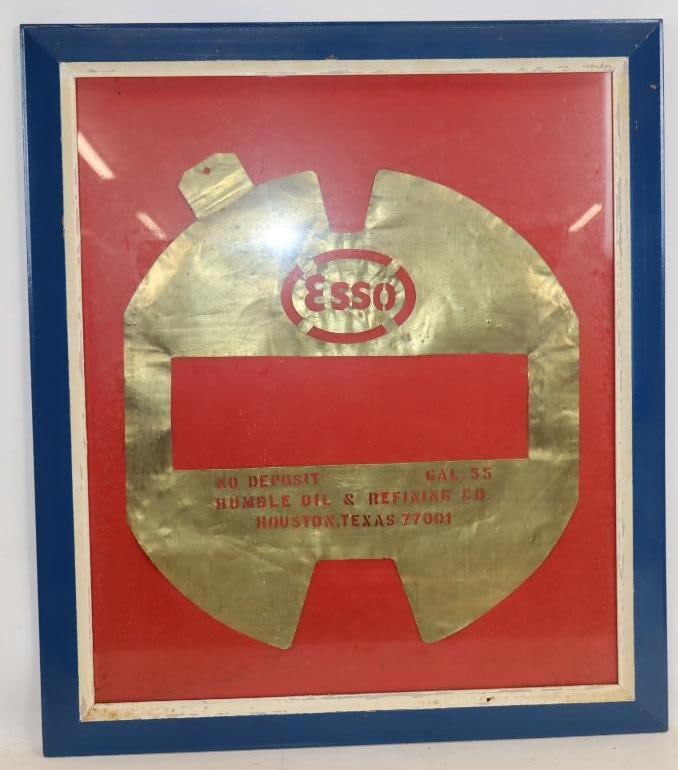 Esso
NO DEPOSIT GAL. 55
HUMBLE OIL & REFINING CO.
HOUSTON, TEXAS 77001